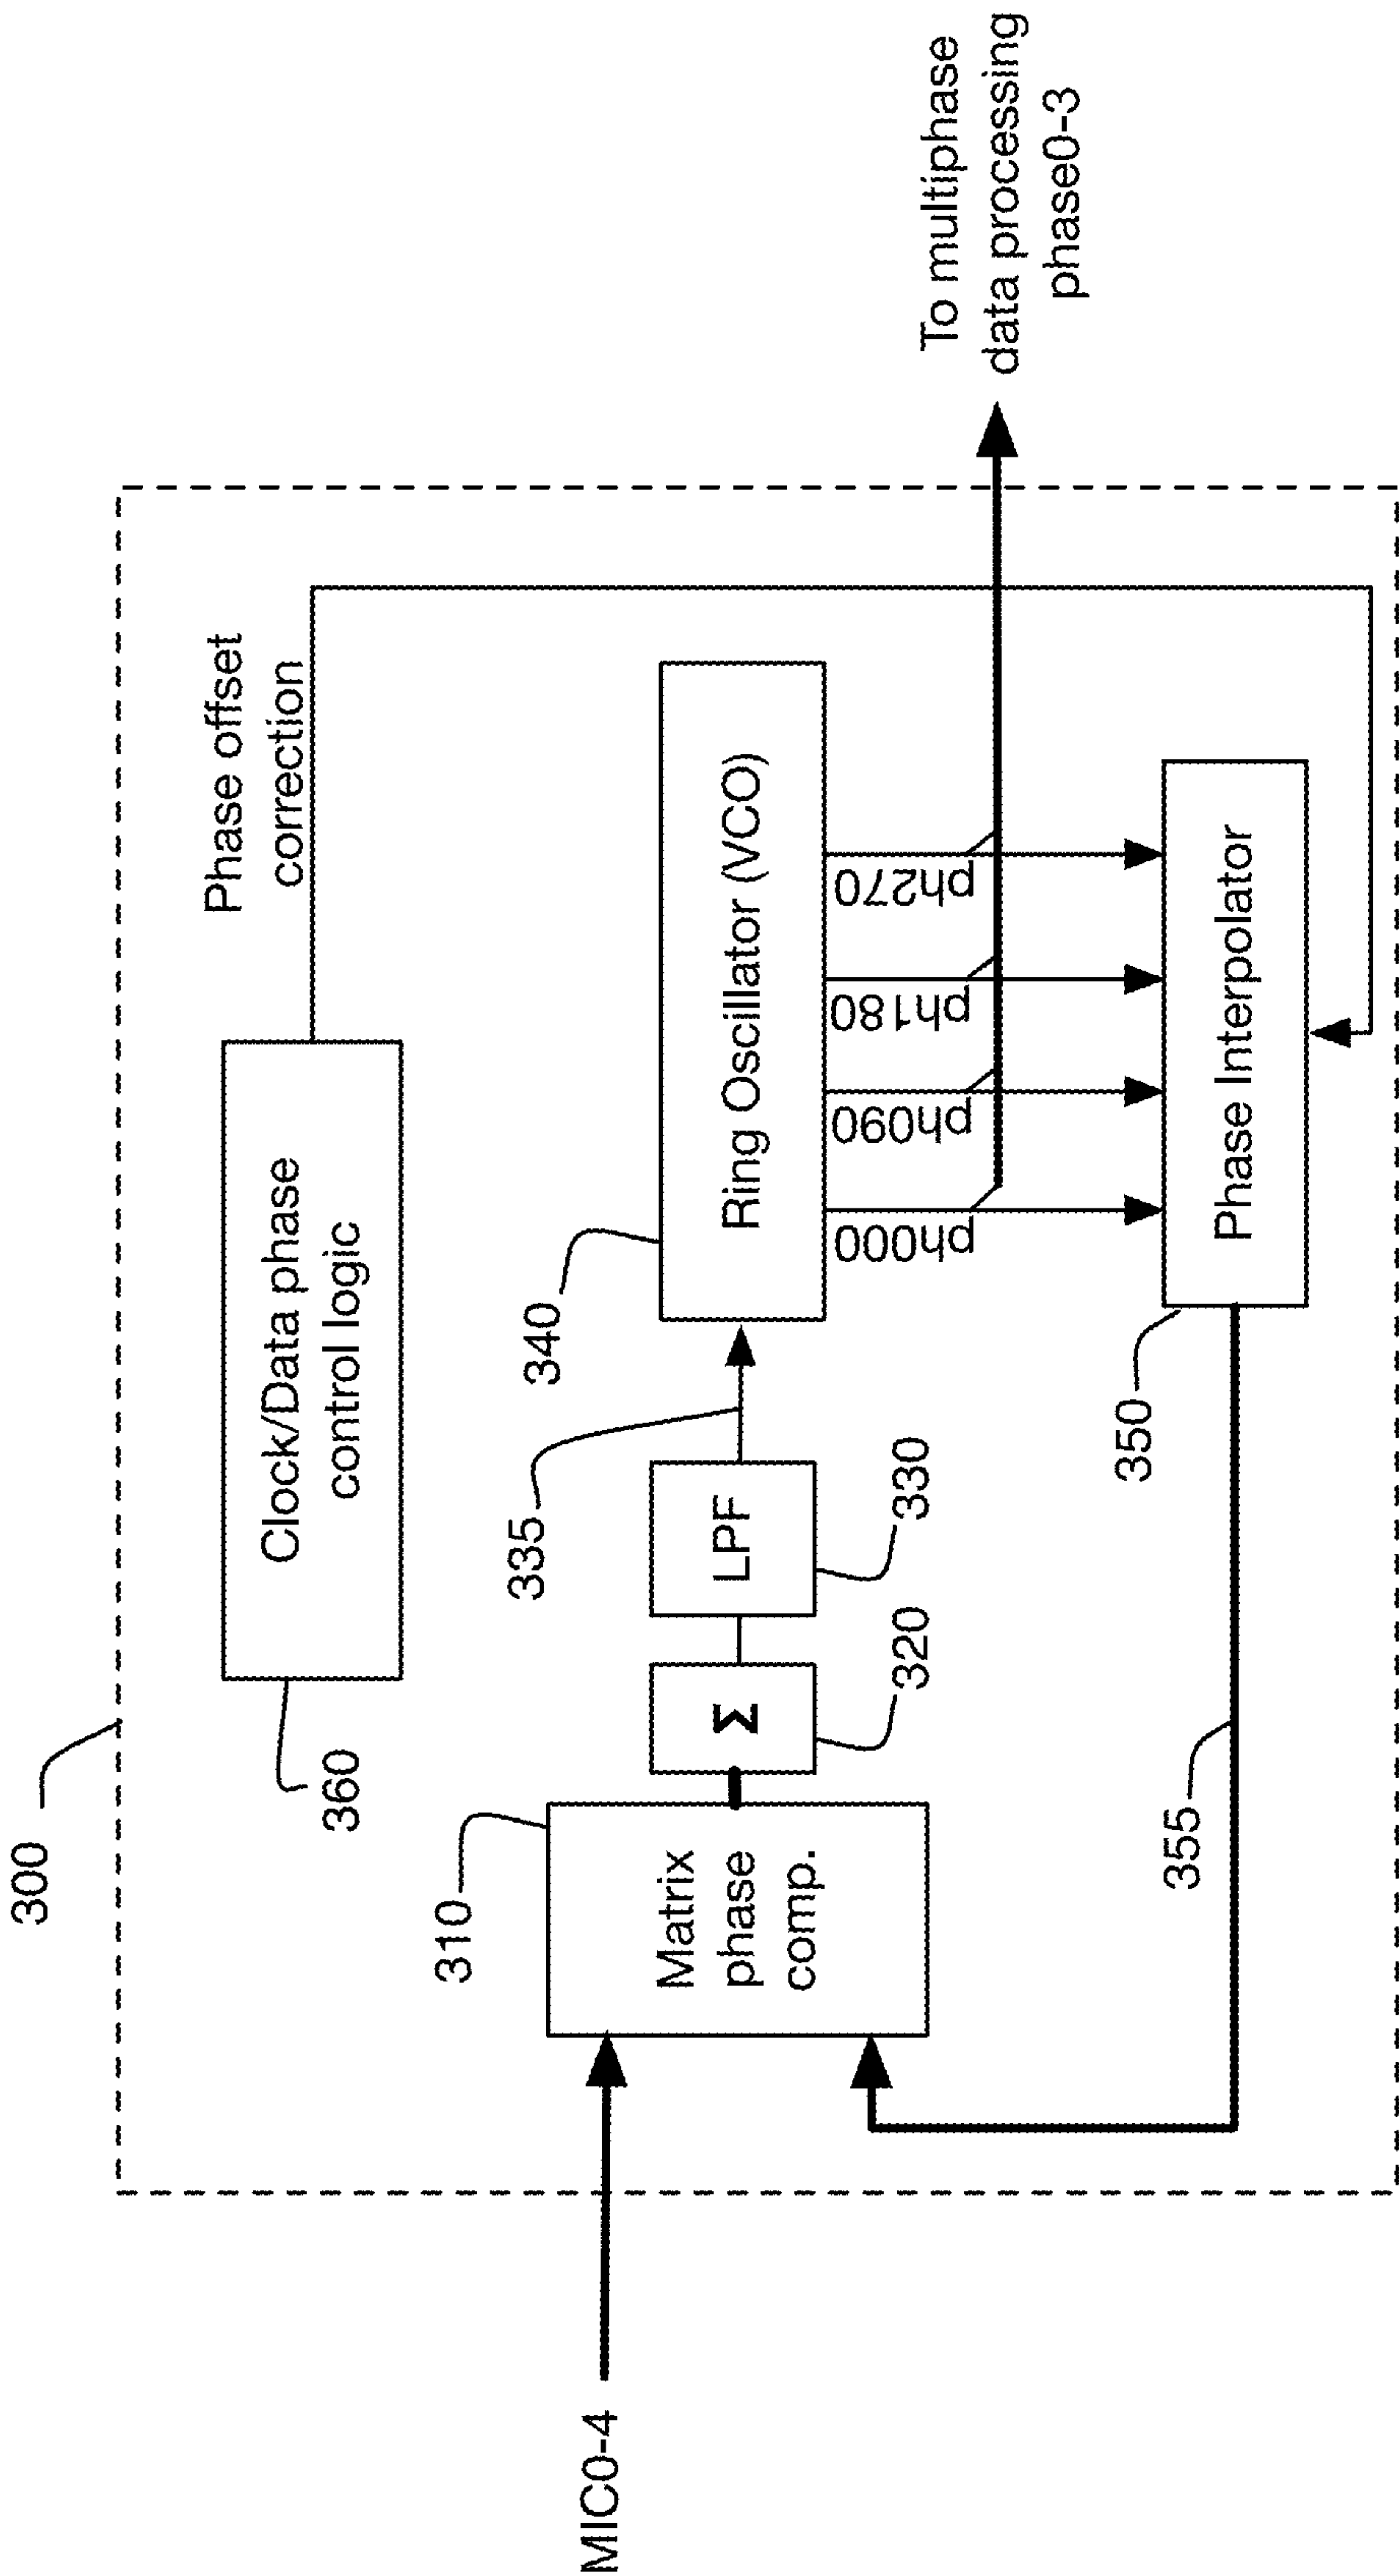 300
360
Clock/Data phase
control logic
Phase offset
correction
310
Matrix
phase
comp.
Σ
320
LPF
330
335
340
Ring Oscillator (VCO)
ph000
ph090
ph180
ph270
MIC0-4
355
350
Phase Interpolator
To multiphase
data processing
phase0-3